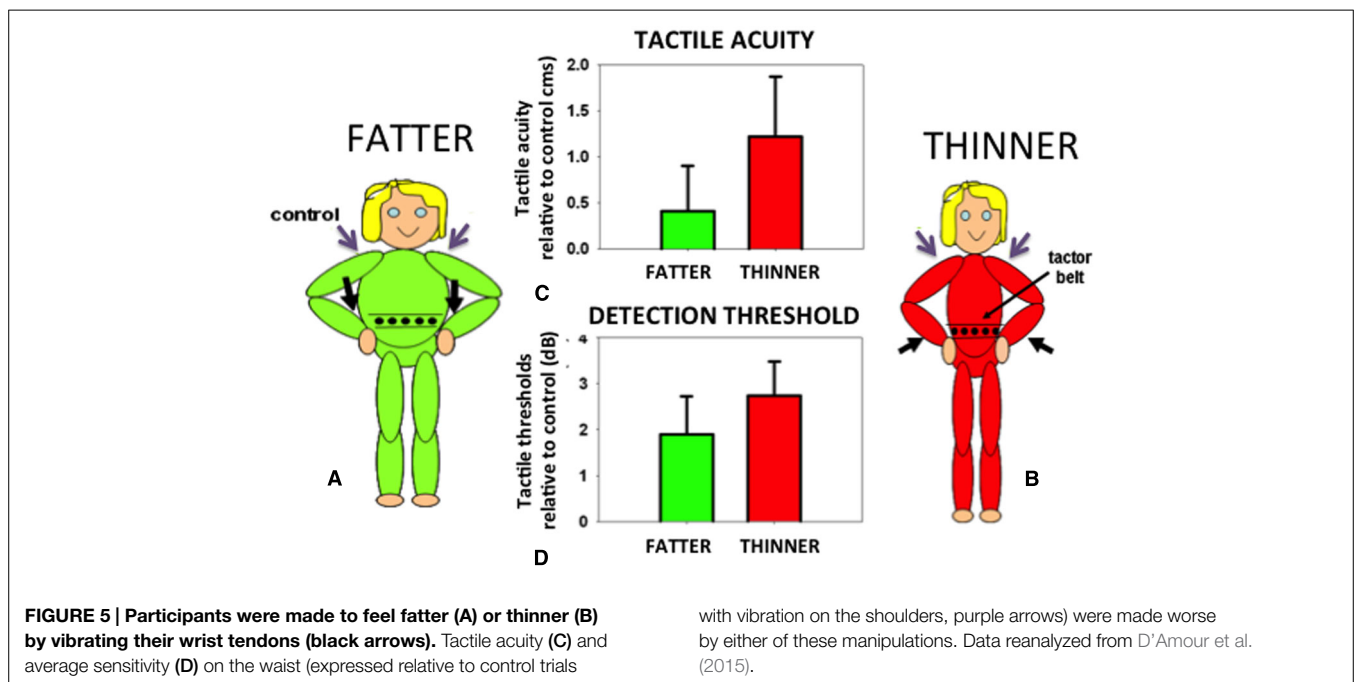 TACTILE ACUITY
Tactile acuity
relative to control cms)
2.0
1.5
1.0
0.5
0.0
FATTER THINNER
C
FATTER
control
A
THINNER
tactor
belt
B
DETECTION THRESHOLD
Tactile thresholds
relative to control (dB)
4
3
2
1
0
FATTER THINNER
D
FIGURE 5 | Participants were made to feel fatter (A) or thinner (B)
by vibrating their wrist tendons (black arrows). Tactile acuity (C) and
average sensitivity (D) on the waist (expressed relative to control trials
with vibration on the shoulders, purple arrows) were made worse
by either of these manipulations. Data reanalyzed from D'Amour et al.
(2015).